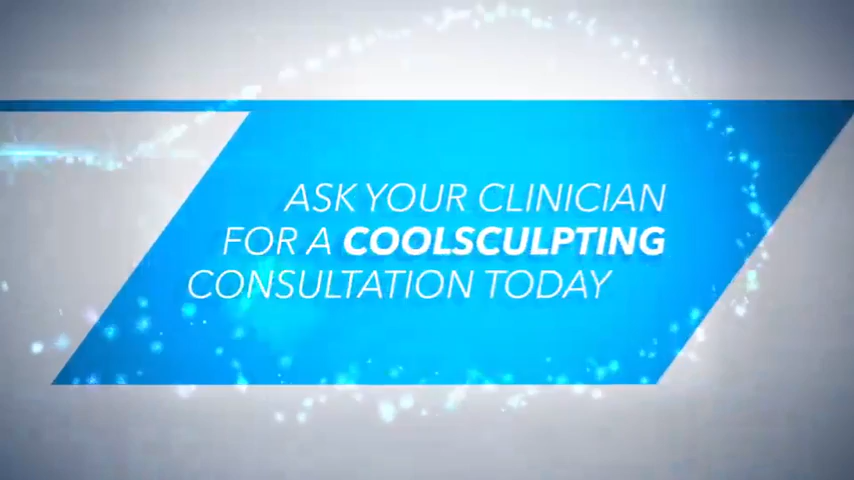 ASK YOUR CLINICIAN
FOR A COOLSCULPTING
CONSULTATION TODAY